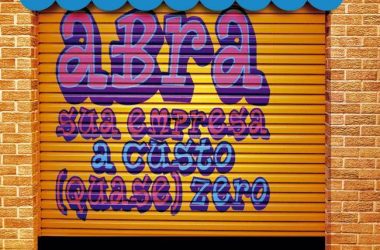 abra
sua empresa
a custo
(quase) zero